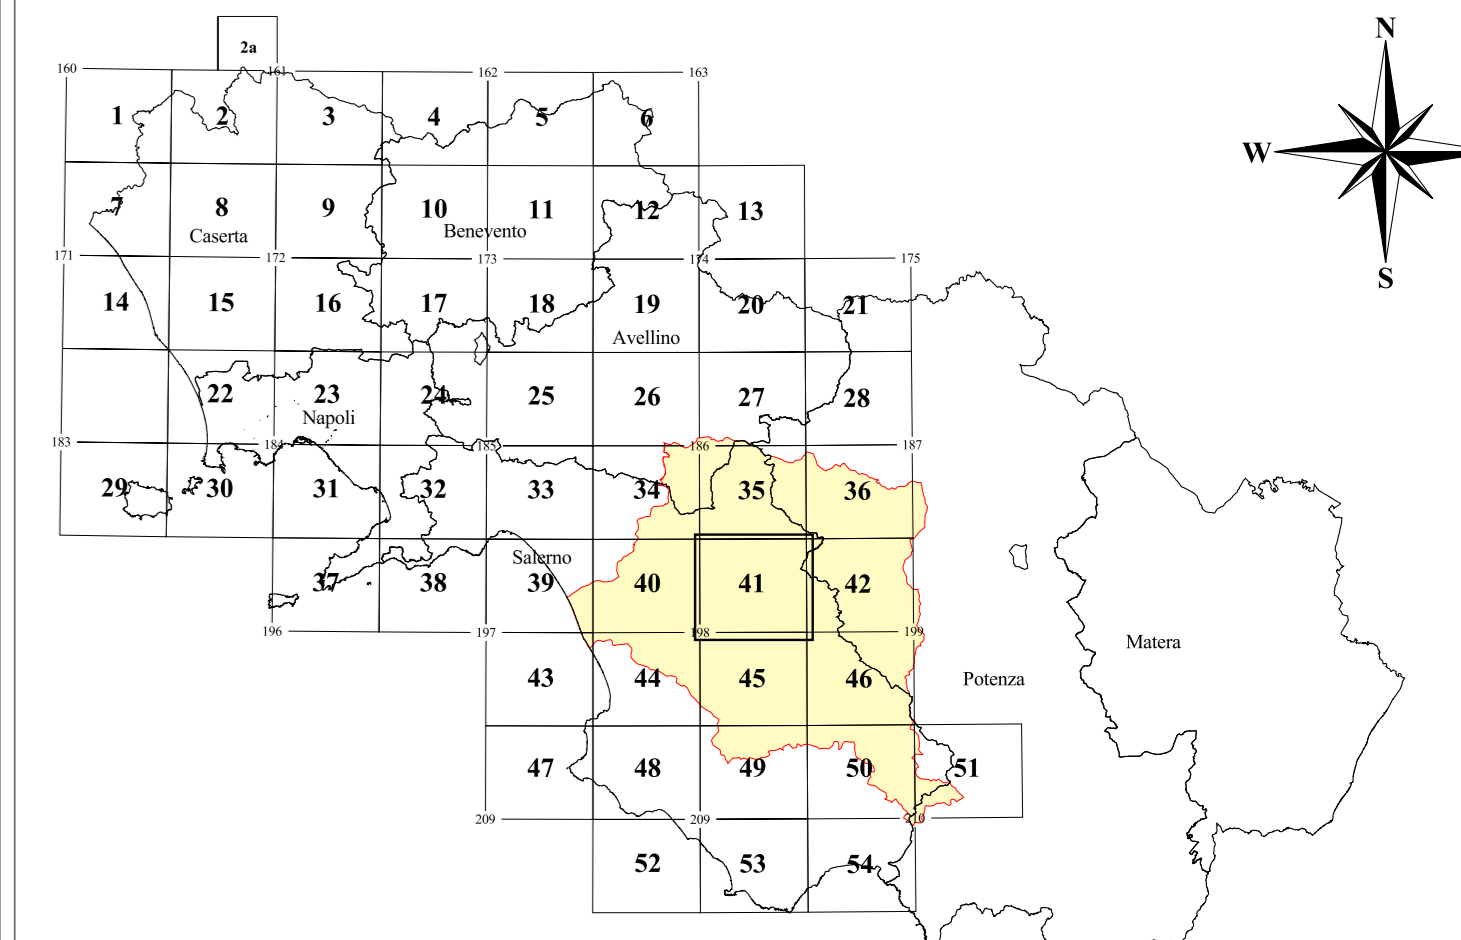 N
2a
160 161 162 163
1 2 3 4 5 6
W
7 8 9 10 11 12 13
Caserta Benevento
171 172 173 174 175
S
14 15 16 17 18 19 20 21
Avellino
22 23 24 25 26 27 28
Napoli
183 184 185 186 187
29 30 31 32 33 34 35 36
Salerno
37 38 39 40 41 42
196 197 198 199
Matera
43 44 45 46 Potenza
47 48 49 50 51
209 209 210
52 53 54